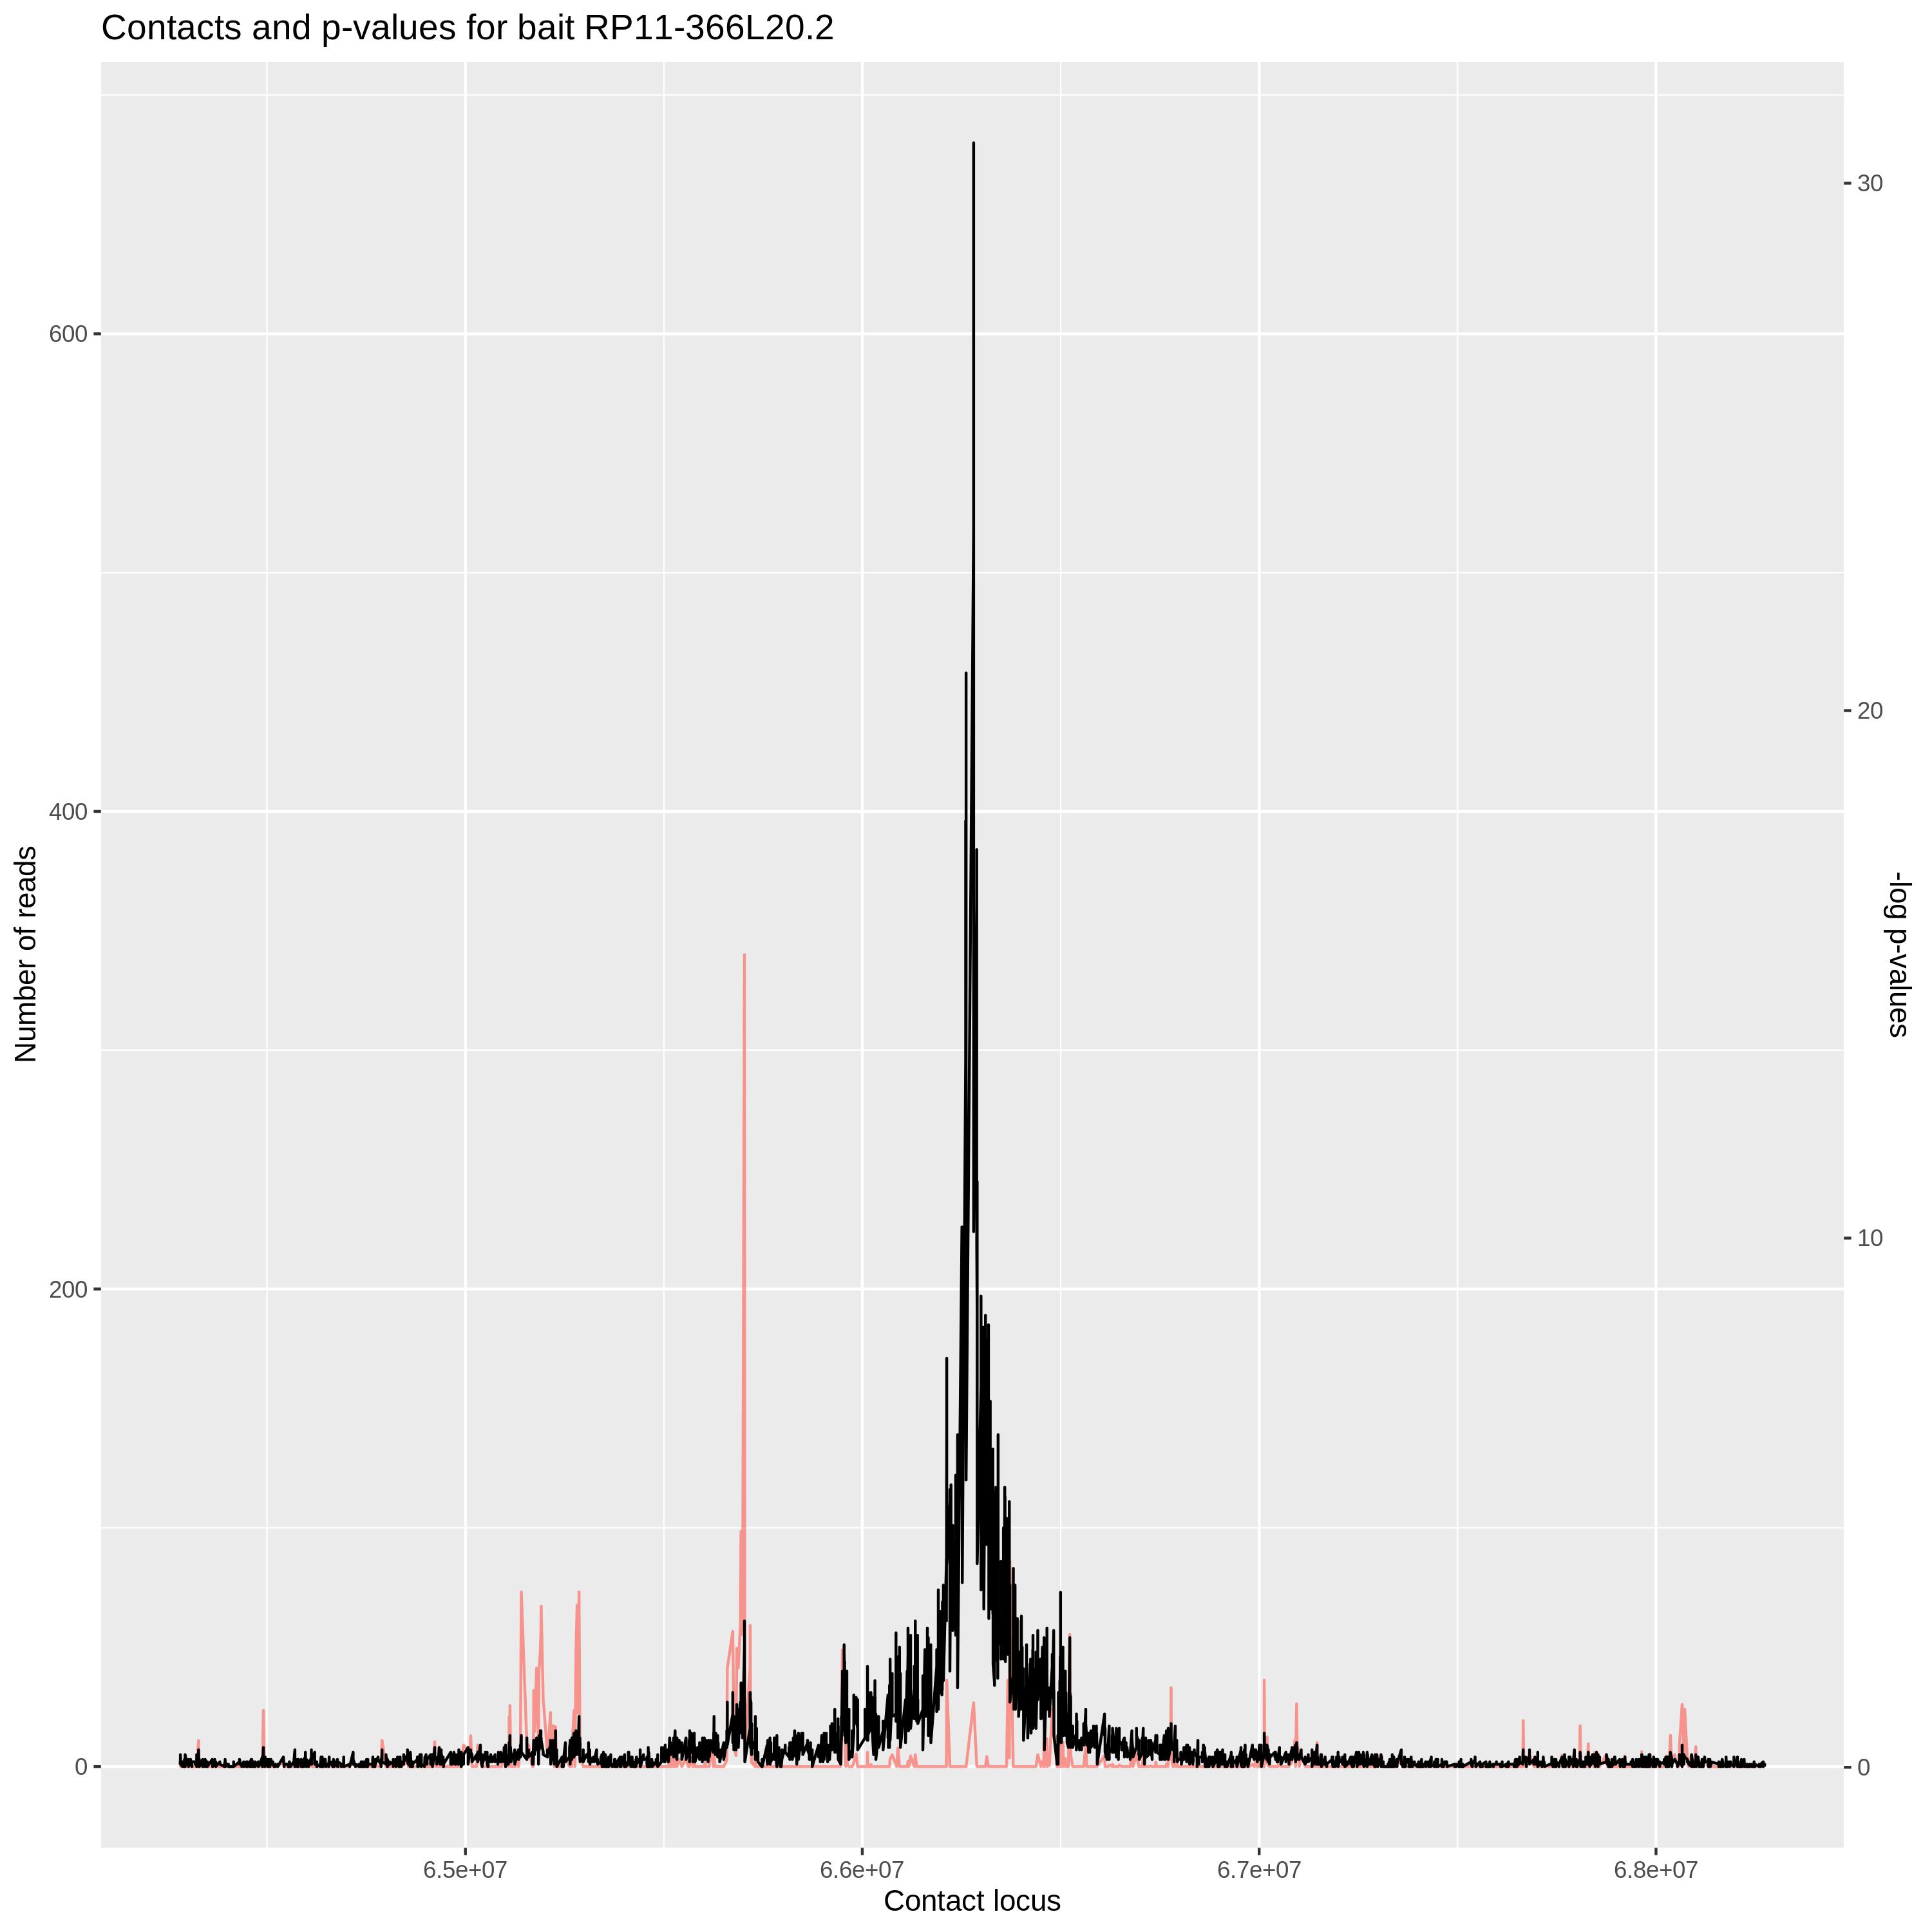 Contacts and p-values for bait RP11-366L20.2
600
400
200
0
Number of reads
30
20
10
0
-log p-values
6.5e+07
6.6e+07
6.7e+07
6.8e+07
Contact locus